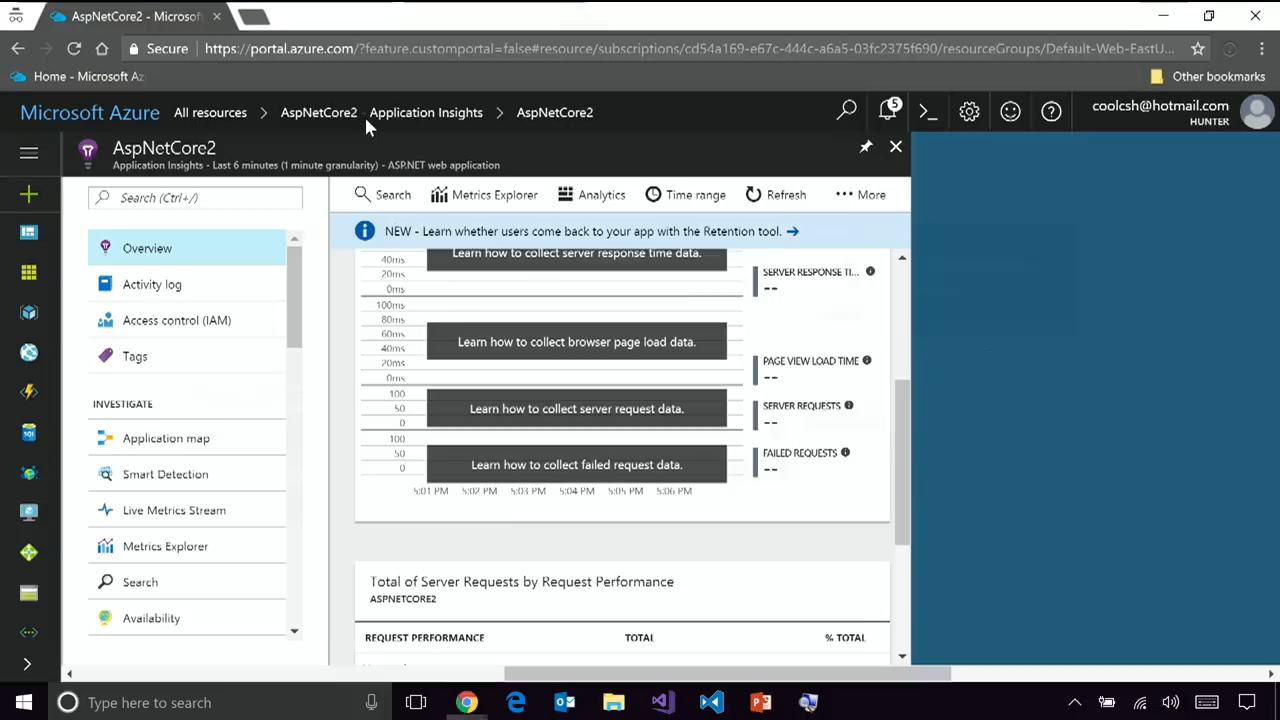 AspNetCore2 - Microsof
Secure
https://portal.azure.com/?feature.customportal=false#resource/subscriptions/cd54a169-e67c-444c-a6a5-03fc2375f690/resourceGroups/Default-Web-EastU...
Home - Microsoft Az
Other bookmarks
Microsoft Azure
All resources
AspNetCore2
Application Insights
AspNetCore2
5
coolcsh@hotmail.com
HUNTER
AspNetCore2
Application Insights - Last 6 minutes (1 minute granularity) - ASP.NET web application
Search (Ctrl+/)
Overview
Activity log
Access control (IAM)
Tags
INVESTIGATE
Application map
Smart Detection
Live Metrics Stream
Metrics Explorer
Search
Availability
Search
Metrics Explorer
Analytics
Time range
Refresh
More
NEW - Learn whether users come back to your app with the Retention tool. →
Learn how to collect server response time data.
40ms
20ms
0ms
SERVER RESPONSE TI...
--
100ms
80ms
60ms
40ms
20ms
0ms
Learn how to collect browser page load data.
PAGE VIEW LOAD TIME
--
100
50
0
Learn how to collect server request data.
SERVER REQUESTS
--
100
50
0
Learn how to collect failed request data.
FAILED REQUESTS
--
5:01 PM 5:02 PM 5:03 PM 5:04 PM 5:05 PM 5:06 PM
Total of Server Requests by Request Performance
ASPNETCORE2
REQUEST PERFORMANCE TOTAL % TOTAL
Type here to search